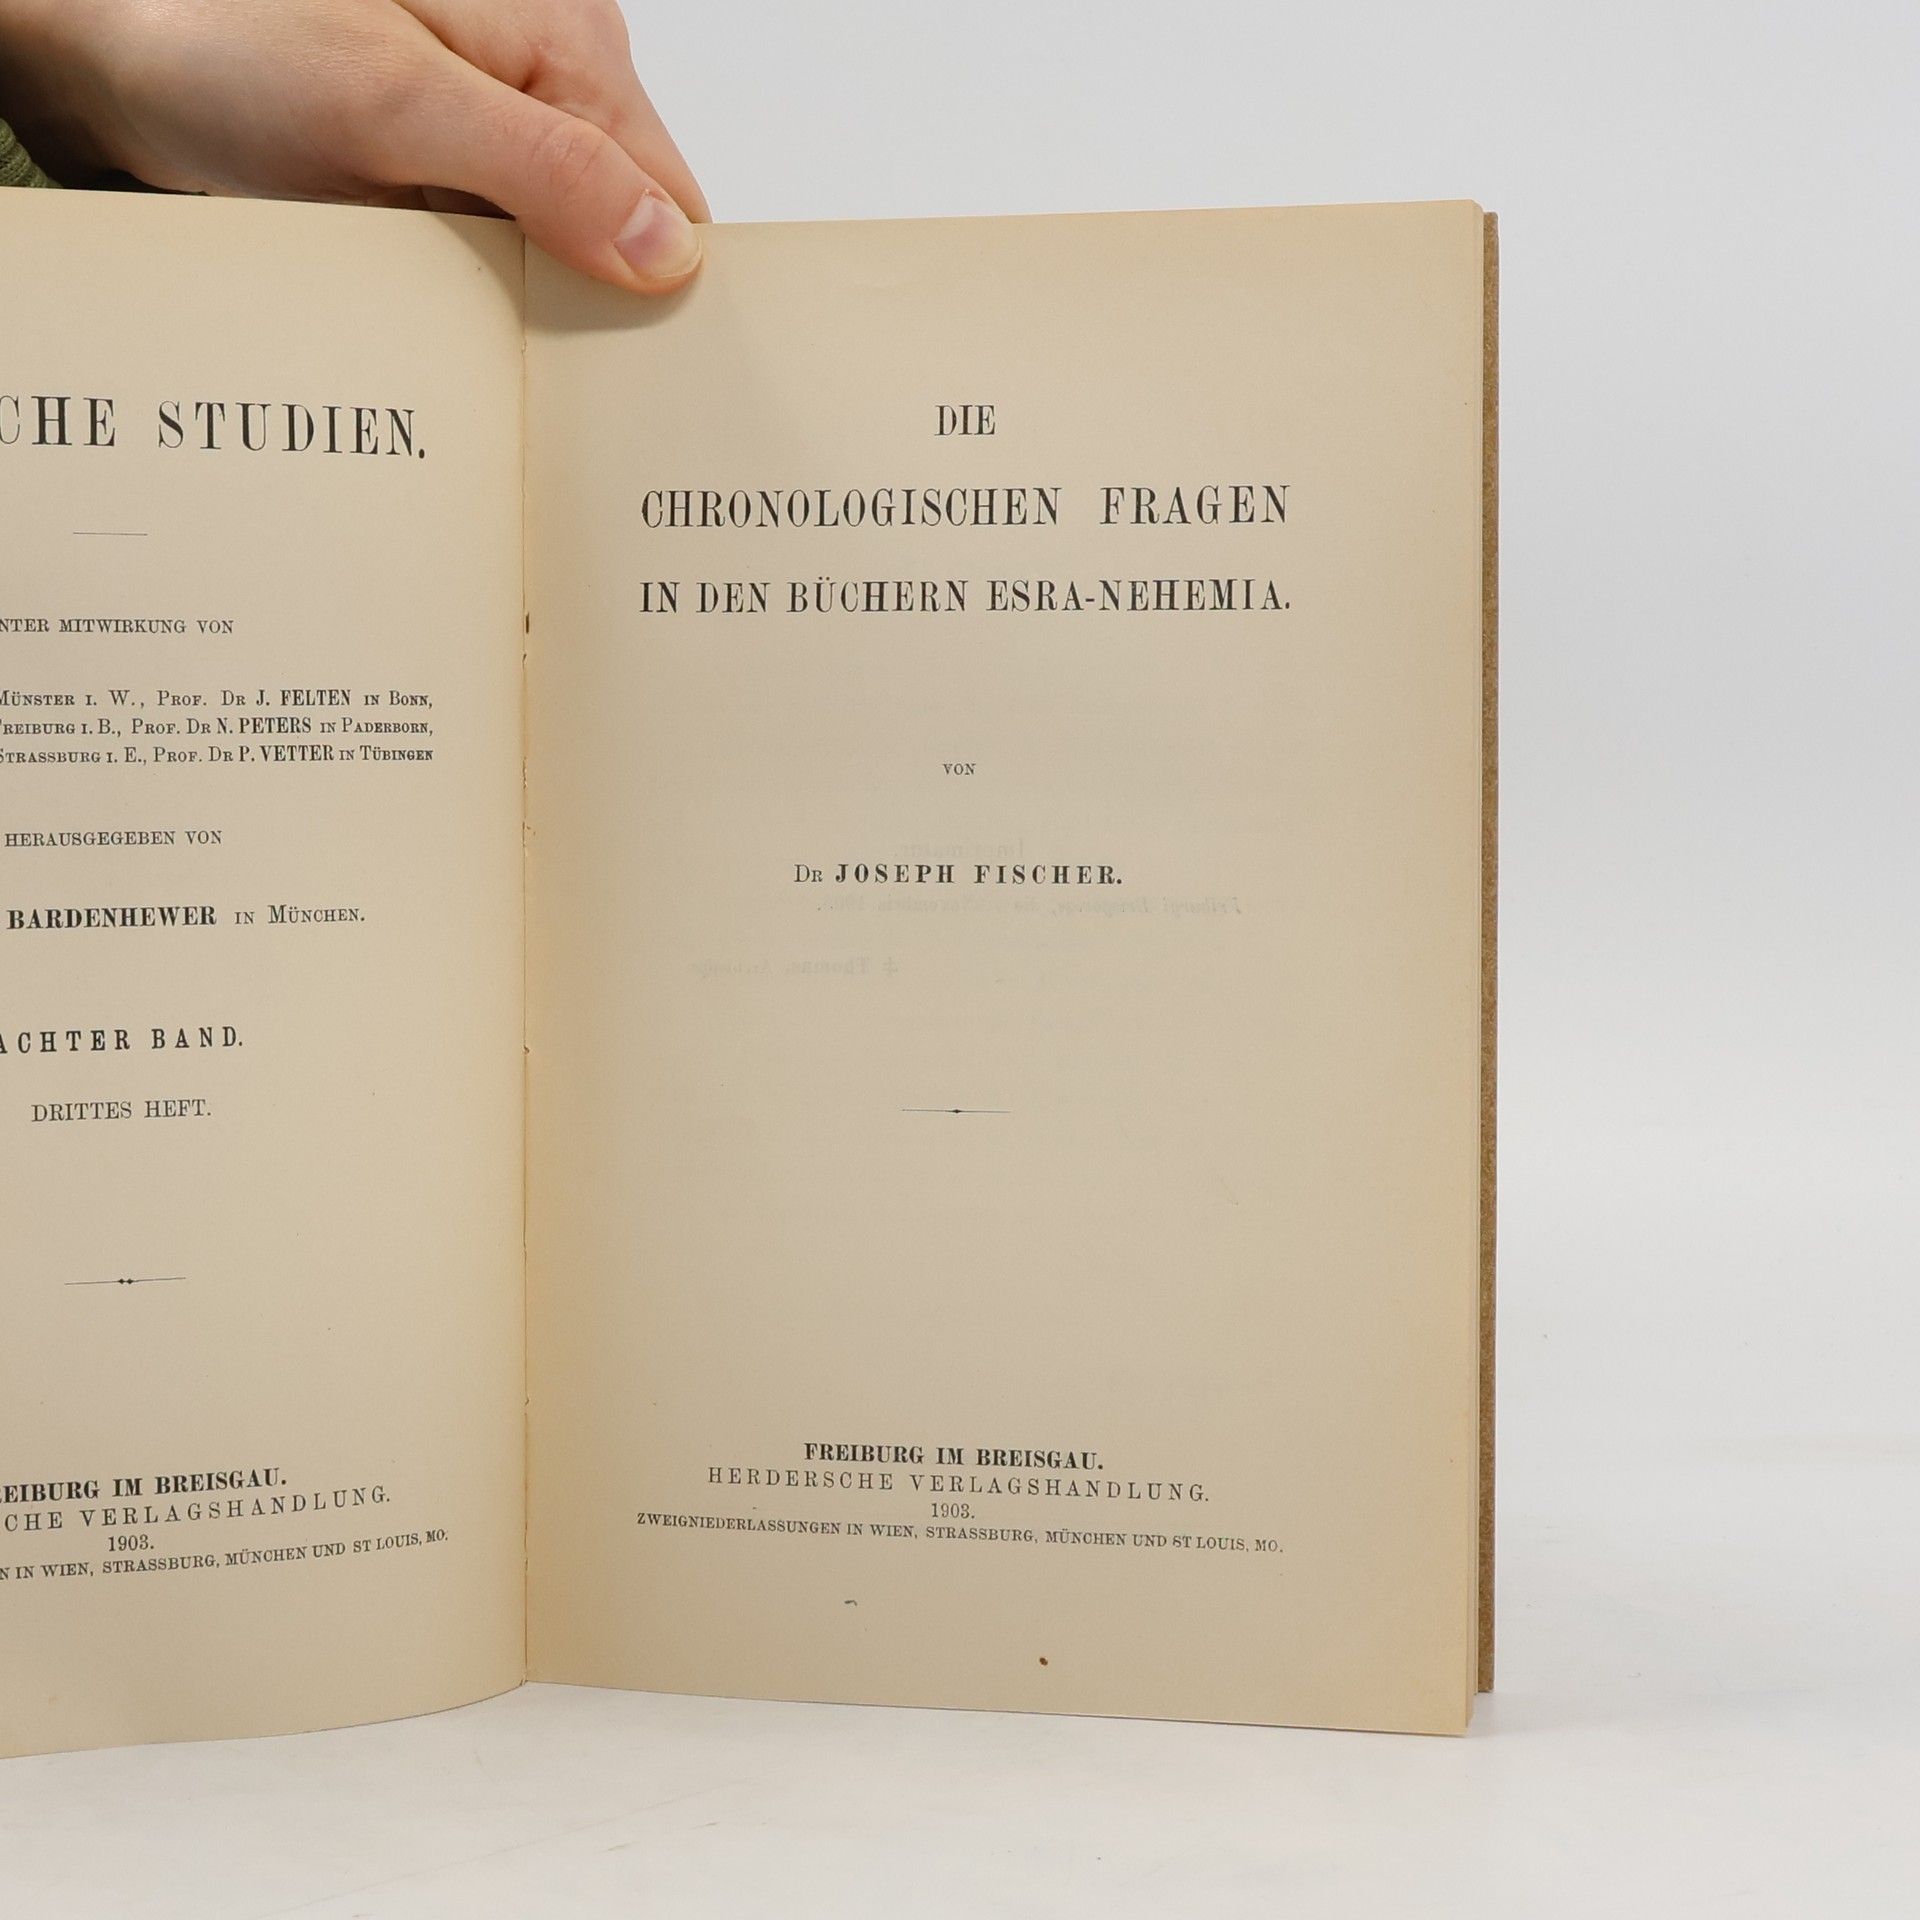 CHE STUDIEN.
NTER MITWIRKUNG VON
MÜNSTER I. W., PROF. DR J. FELTEN IN BONN,
FREIBURG I. B., PROF. DR N. PETERS IN PADERBORN,
STRASSBURG I. E., PROF. DR P. VETTER IN TÜBINGEN
HERAUSGEGEBEN VON
BARDENHEWER IN MÜNCHEN.
ACHTER BAND.
DRITTES HEFT.
EIBURG IM BREISGAU.
CHE VERLAGSHANDLUNG.
1903.
N IN WIEN, STRASSBURG, MÜNCHEN UND ST LOUIS, MO.
DIE
CHRONOLOGISCHEN FRAGEN
IN DEN BÜCHERN ESRA-NEHEMIA.
VON
DR JOSEPH FISCHER.
FREIBURG IM BREISGAU.
HERDERSCHE VERLAGSHANDLUNG.
1903.
ZWEIGNIEDERLASSUNGEN IN WIEN, STRASSBURG, MÜNCHEN UND ST LOUIS, MO.